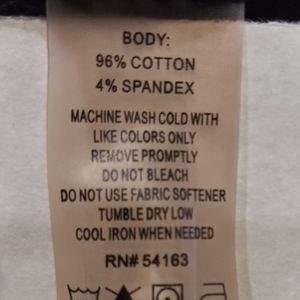 BODY:
96% COTTON
4% SPANDEX
MACHINE WASH COLD WITH
LIKE COLORS ONLY
REMOVE PROMPTLY
DO NOT BLEACH
DO NOT USE FABRIC SOFTENER
TUMBLE DRY LOW
COOL IRON WHEN NEEDED
RN# 54163